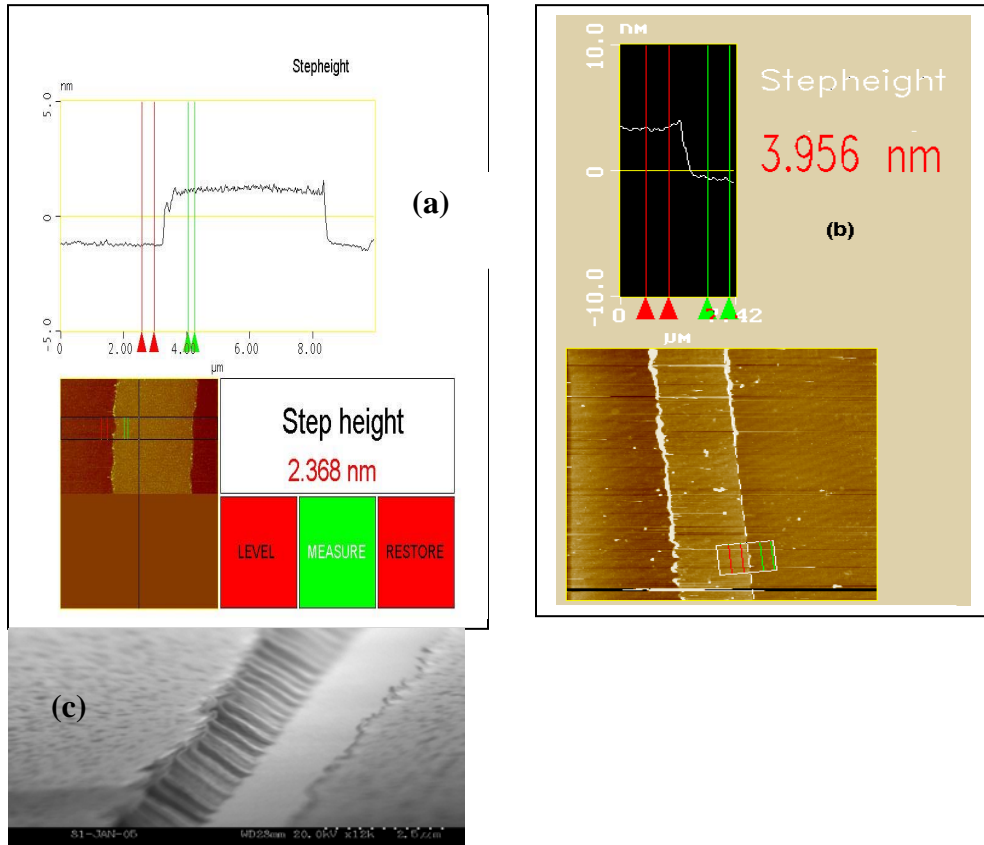 Stepheight
nm
5.0
(a)
0
-5.0
0 2.00 4.00 6.00 8.00
µm
Step height
2.368 nm
LEVEL MEASURE RESTORE
nm
10.0
Stepheight
3.956 nm
0
(b)
-10.0
0
µm
(c)
S1-JAN-05 WD28mm 20.0kV x12k 2.5µm